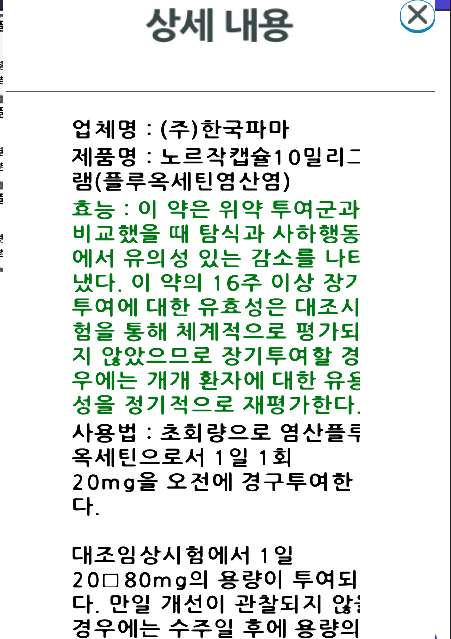 상세 내용
업체명 : (주)한국파마
제품명 : 노르작캡슐10밀리그
램(플루옥세틴염산염)
효능 : 이 약은 위약 투여군과
비교했을 때 탐식과 사하행동
에서 유의성 있는 감소를 나타
냈다. 이 약의 16주 이상 장기
투여에 대한 유효성은 대조시
험을 통해 체계적으로 평가되
지 않았으므로 장기투여할 경
우에는 개개 환자에 대한 유용
성을 정기적으로 재평가한다.
사용법 : 초회량으로 염산플루
옥세틴으로서 1일 1회
20mg을 오전에 경구투여한
다.
대조임상시험에서 1일
20□80mg의 용량이 투여되
다. 만일 개선이 관찰되지 않을
경우에는 수주일 후에 용량의